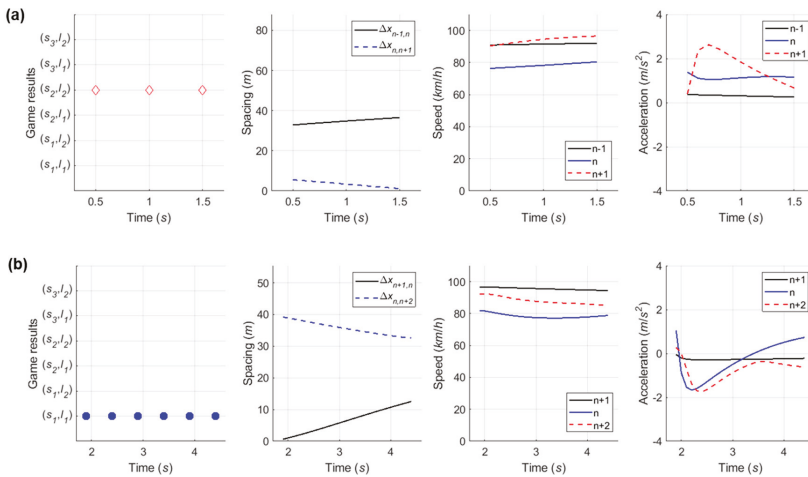 (a)
(s3,l2)
(s3,l1)
(s2,l2)
(s2,l1)
(s1,l2)
(s1,l1)
Game results
0.5 1 1.5
Time (s)
80
60
40
20
0
Spacing (m)
Δxn-1,n
Δxn,n+1
0.5 1 1.5
Time (s)
100
80
60
40
20
0
Speed (km/h)
n-1
n
n+1
0.5 1 1.5
Time (s)
4
2
0
-2
-4
Acceleration (m/s2)
n-1
n
n+1
0.5 1 1.5
Time (s)
(b)
(s3,l2)
(s3,l1)
(s2,l2)
(s2,l1)
(s1,l2)
(s1,l1)
Game results
2 3 4
Time (s)
50
40
30
20
10
0
Spacing (m)
Δxn+1,n
Δxn,n+2
2 3 4
Time (s)
100
80
60
40
20
0
Speed (km/h)
n+1
n
n+2
2 3 4
Time (s)
4
2
0
-2
-4
Acceleration (m/s2)
n+1
n
n+2
2 3 4
Time (s)